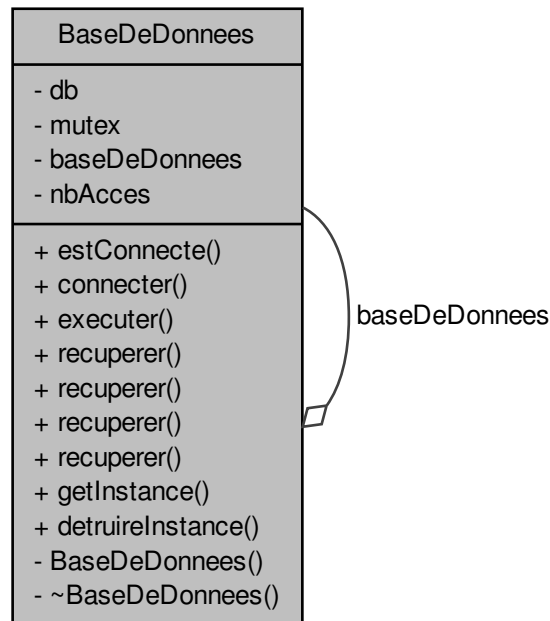 BaseDeDonnees
- db
- mutex
- baseDeDonnees
- nbAcces
+ estConnecte()
+ connecter()
+ executer()
+ recuperer()
+ recuperer()
+ recuperer()
+ recuperer()
+ getInstance()
+ detruireInstance()
- BaseDeDonnees()
- ~BaseDeDonnees()
baseDeDonnees